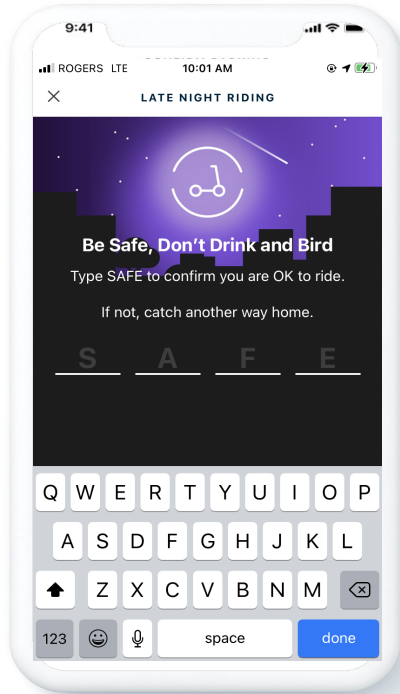 9:41
ROGERS LTE 10:01 AM
LATE NIGHT RIDING
Be Safe, Don't Drink and Bird
Type SAFE to confirm you are OK to ride.
If not, catch another way home.
S A F E
Q W E R T Y U I O P
A S D F G H J K L
Z X C V B N M
123 space done